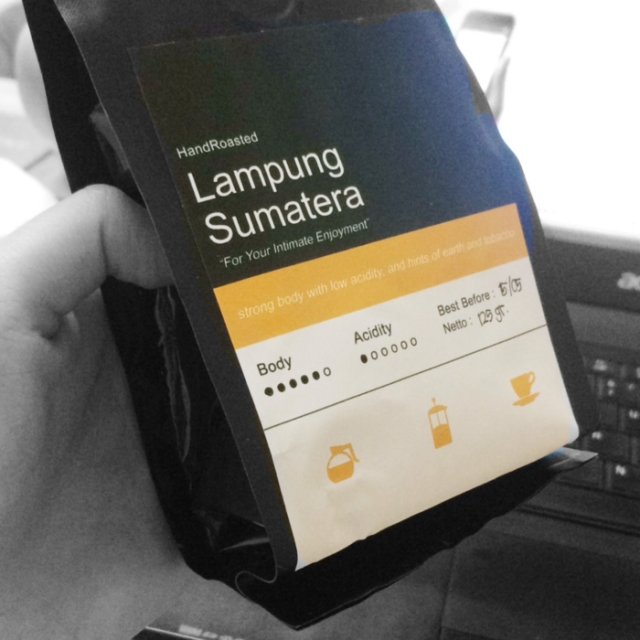 HandRoasted
Lampung
Sumatera
"For Your Intimate Enjoyment"
strong body with low acidity, and hints of earth and tobacco
Body
Acidity
Best Before :
Netto :